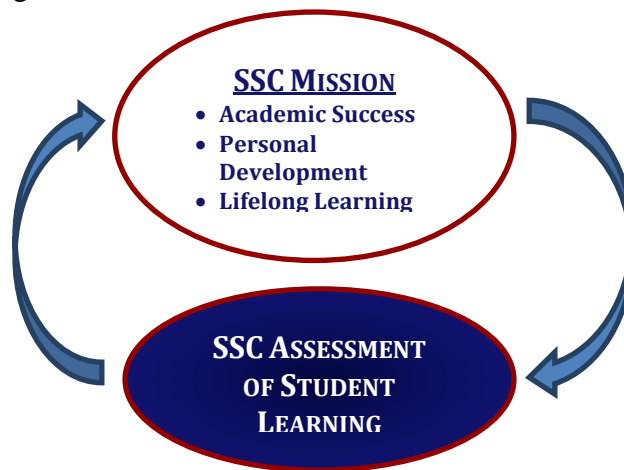 SSC MISSION
• Academic Success
• Personal
Development
• Lifelong Learning
SSC ASSESSMENT
OF STUDENT
LEARNING